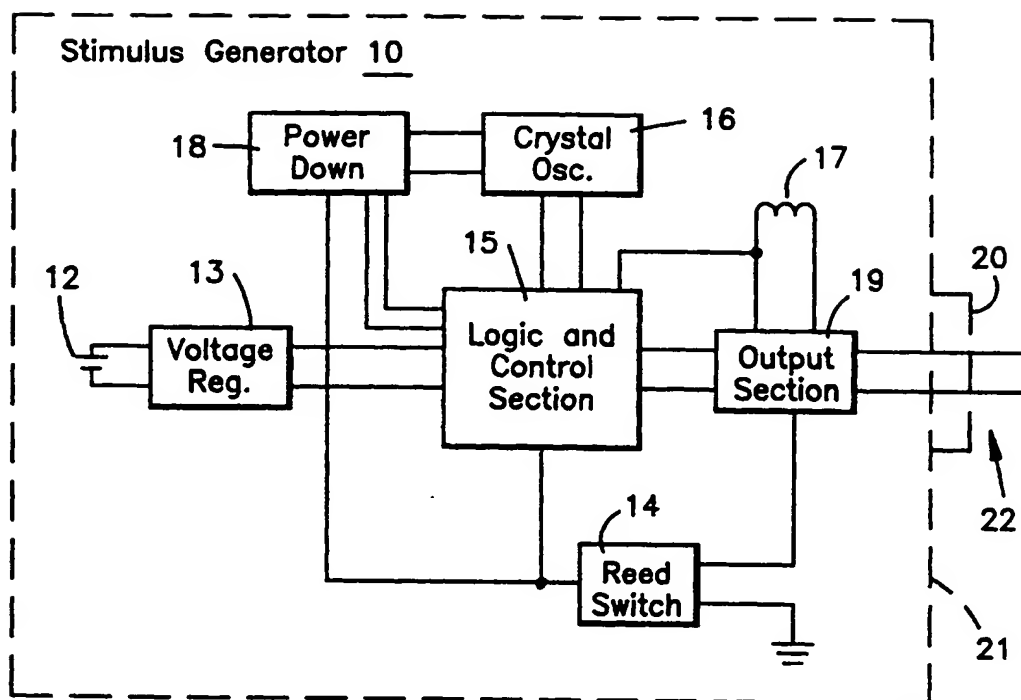 Stimulus Generator 10
18
Power
Down
Crystal
Osc.
16
17
15
12
13
20
19
Voltage
Reg.
Logic and
Control
Section
Output
Section
14
22
Reed
Switch
21